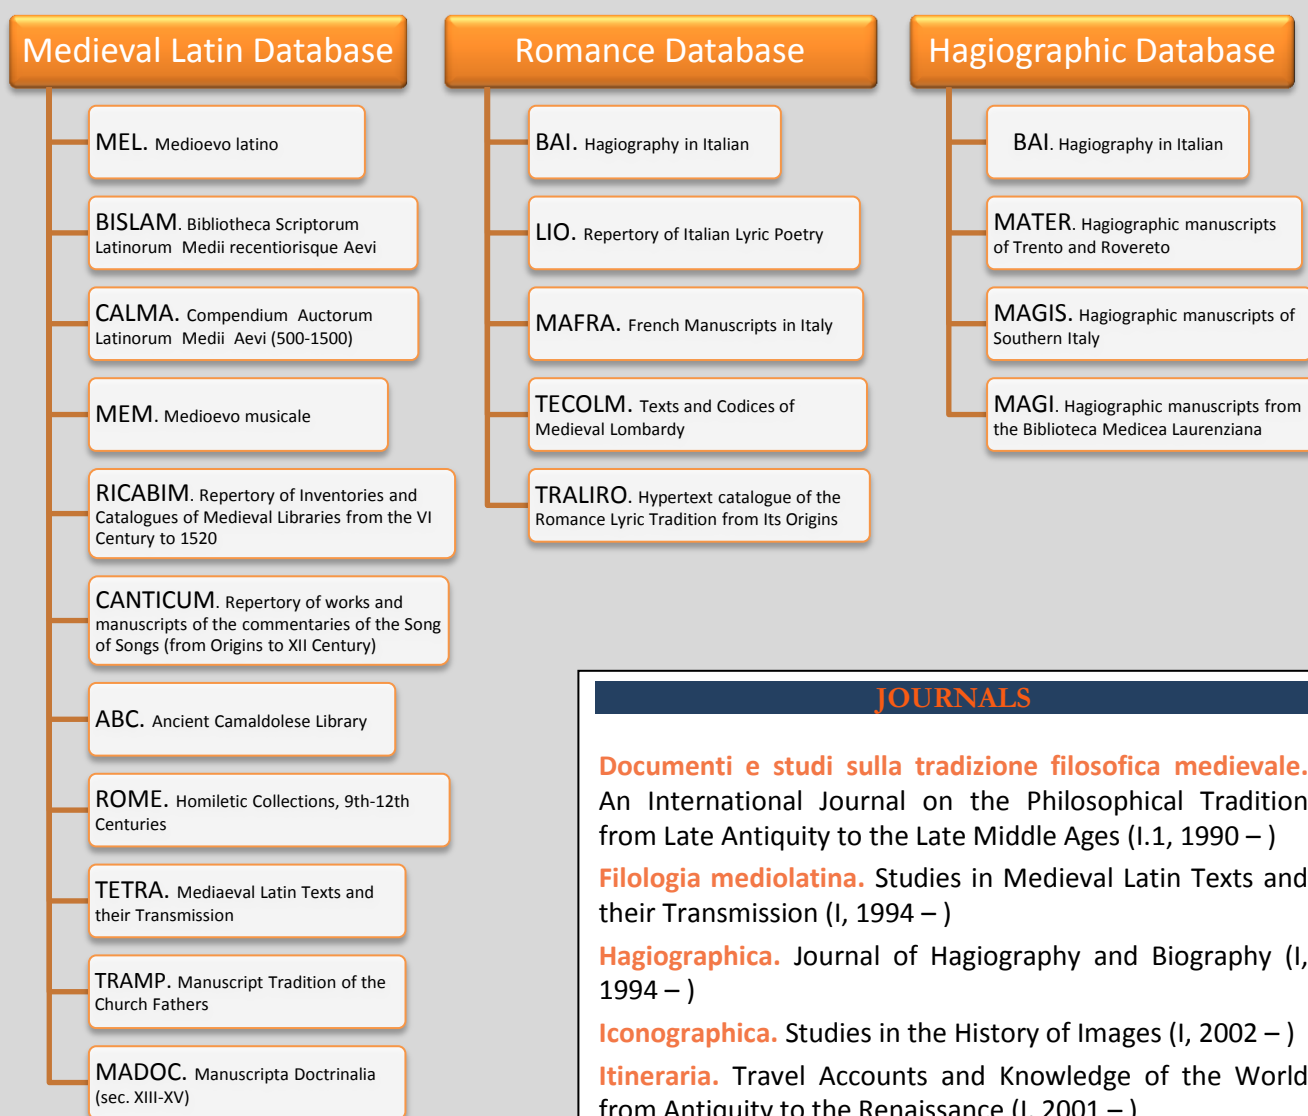 Medieval Latin Database
MEL. Medioevo latino
BISLAM. Bibliotheca Scriptorum
Latinorum Medii recentiorisque Aevi
CALMA. Compendium Auctorum
Latinorum Medii Aevi (500-1500)
MEM. Medioevo musicale
RICABIM. Repertory of Inventories and
Catalogues of Medieval Libraries from the VI
Century to 1520
CANTICUM. Repertory of works and
manuscripts of the commentaries of the Song
of Songs (from Origins to XII Century)
ABC. Ancient Camaldolese Library
ROME. Homiletic Collections, 9th-12th
Centuries
TETRA. Mediaeval Latin Texts and
their Transmission
TRAMP. Manuscript Tradition of the
Church Fathers
MADOC. Manuscripta Doctrinalia
(sec. XIII-XV)
Romance Database
BAI. Hagiography in Italian
LIO. Repertory of Italian Lyric Poetry
MAFRA. French Manuscripts in Italy
TECOLM. Texts and Codices of
Medieval Lombardy
TRALIRO. Hypertext catalogue of the
Romance Lyric Tradition from Its Origins
Hagiographic Database
BAI. Hagiography in Italian
MATER. Hagiographic manuscripts
of Trento and Rovereto
MAGIS. Hagiographic manuscripts of
Southern Italy
MAGI. Hagiographic manuscripts from
the Biblioteca Medicea Laurenziana
JOURNALS
Documenti e studi sulla tradizione filosofica medievale.
An International Journal on the Philosophical Tradition
from Late Antiquity to the Late Middle Ages (I.1, 1990 – )
Filologia mediolatina. Studies in Medieval Latin Texts and
their Transmission (I, 1994 – )
Hagiographica. Journal of Hagiography and Biography (I,
1994 – )
Iconographica. Studies in the History of Images (I, 2002 – )
Itineraria. Travel Accounts and Knowledge of the World
from Antiquity to the Renaissance (I, 2001 – )